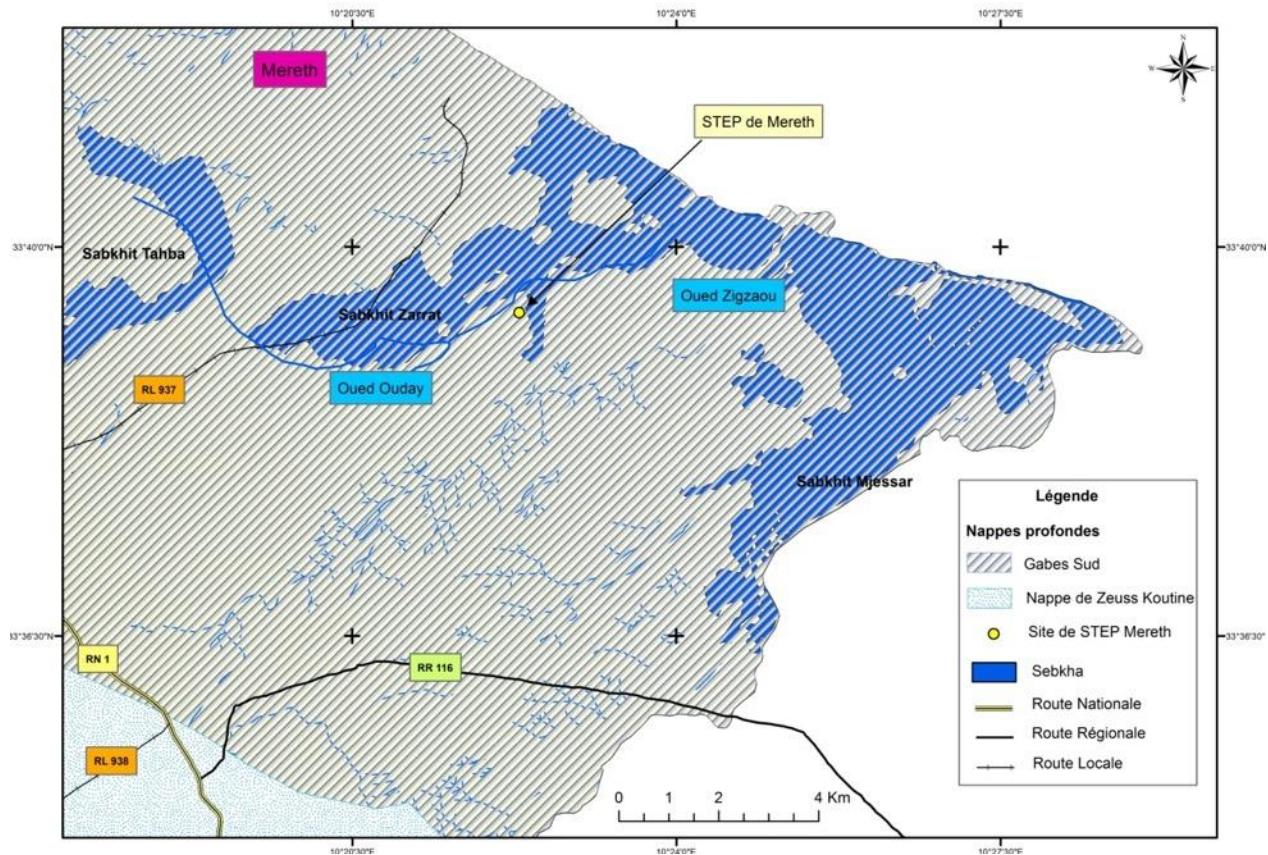 10°20'30"E 10°24'0"E 10°27'30"E
N
W E
S
Mereth
STEP de Mereth
33°40'0"N 33°40'0"N
Sabkhit Tahba
Oued Zigzaou
Sabkhit Zarrat
RL 937
Oued Ouday
Sabkhit Mjessar
Légende
Nappes profondes
Gabes Sud
Nappe de Zeuss Koutine
Site de STEP Mereth
Sebkha
Route Nationale
Route Régionale
Route Locale
33°36'30"N 33°36'30"N
RN 1
RR 116
RL 938
0 1 2 4 Km
10°20'30"E 10°24'0"E 10°27'30"E